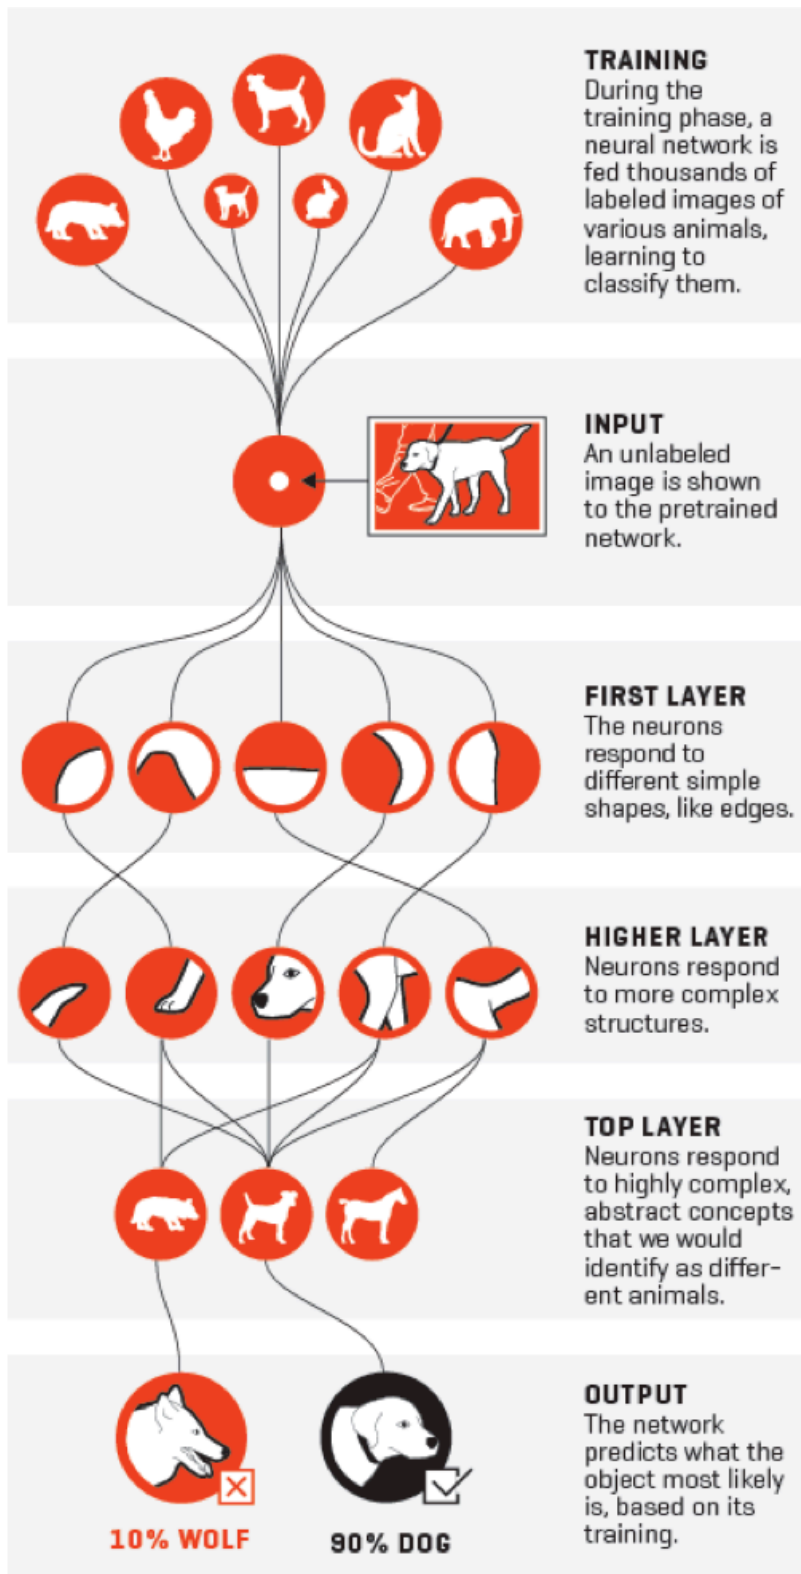 TRAINING
During the
training phase, a
neural network is
fed thousands of
labeled images of
various animals,
learning to
classify them.
INPUT
An unlabeled
image is shown
to the pretrained
network.
FIRST LAYER
The neurons
respond to
different simple
shapes, like edges.
HIGHER LAYER
Neurons respond
to more complex
structures.
TOP LAYER
Neurons respond
to highly complex,
abstract concepts
that we would
identify as differ-
ent animals.
OUTPUT
The network
predicts what the
object most likely
is, based on its
training.
10% WOLF
90% DOG